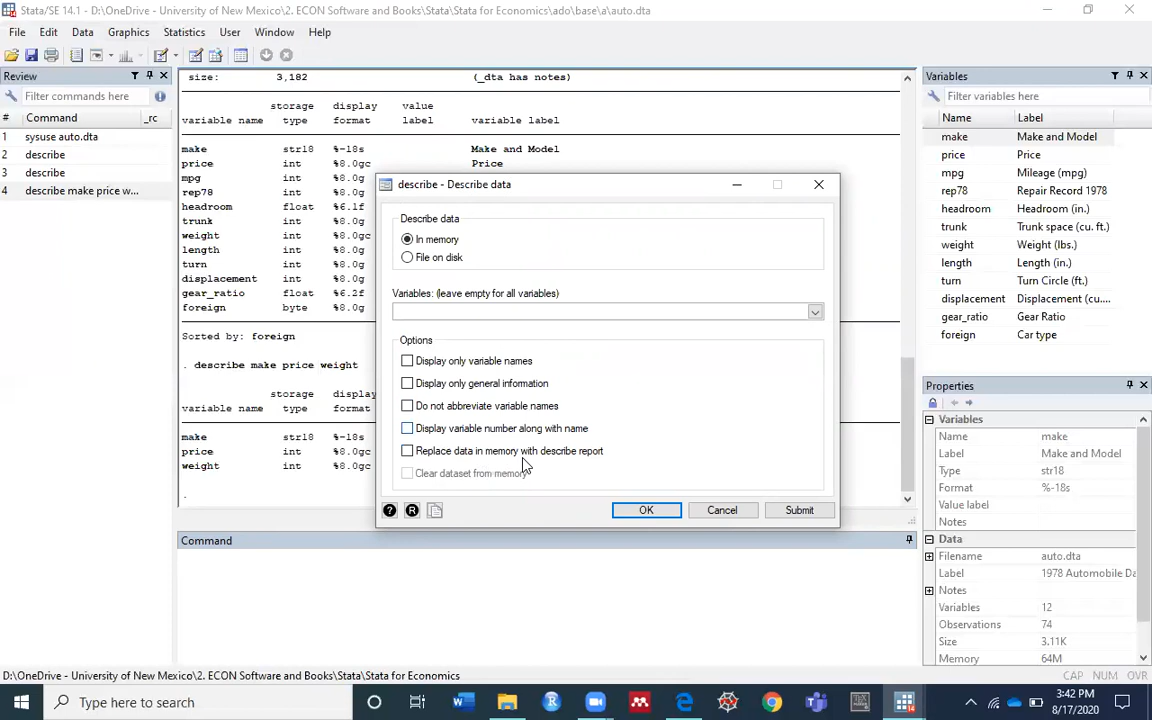 Stata/SE 14.1 - D:\OneDrive - University of New Mexico\2. ECON Software and Books\Stata\Stata for Economics\ado\base\a\auto.dta
File Edit Data Graphics Statistics User Window Help
Review
Filter commands here
# Command _rc
1 sysuse auto.dta
2 describe
3 describe
4 describe make price w...
size: 3,182 (_dta has notes)
storage display value
variable name type format label variable label
make str18 %-18s Make and Model
price int %8.0gc Price
mpg int %8.0g
rep78 int %8.0g
headroom float %6.1f
trunk int %8.0g
weight int %8.0gc
length int %8.0g
turn int %8.0g
displacement int %8.0g
gear_ratio float %6.2f
foreign byte %8.0g
Sorted by: foreign
. describe make price weight
storage display
variable name type format
make str18 %-18s
price int %8.0gc
weight int %8.0gc
.
describe - Describe data
Describe data
In memory
File on disk
Variables: (leave empty for all variables)
Options
Display only variable names
Display only general information
Do not abbreviate variable names
Display variable number along with name
Replace data in memory with describe report
Clear dataset from memory
? R
OK Cancel Submit
Command
Variables
Filter variables here
Name Label
make Make and Model
price Price
mpg Mileage (mpg)
rep78 Repair Record 1978
headroom Headroom (in.)
trunk Trunk space (cu. ft.)
weight Weight (lbs.)
length Length (in.)
turn Turn Circle (ft.)
displacement Displacement (cu....
gear_ratio Gear Ratio
foreign Car type
Properties
Variables
Name make
Label Make and Model
Type str18
Format %-18s
Value label
Notes
Data
Filename auto.dta
Label 1978 Automobile Da
Notes
Variables 12
Observations 74
Size 3.11K
Memory 64M
D:\OneDrive - University of New Mexico\2. ECON Software and Books\Stata\Stata for Economics
CAP NUM OVR
Type here to search
3:42 PM
8/17/2020